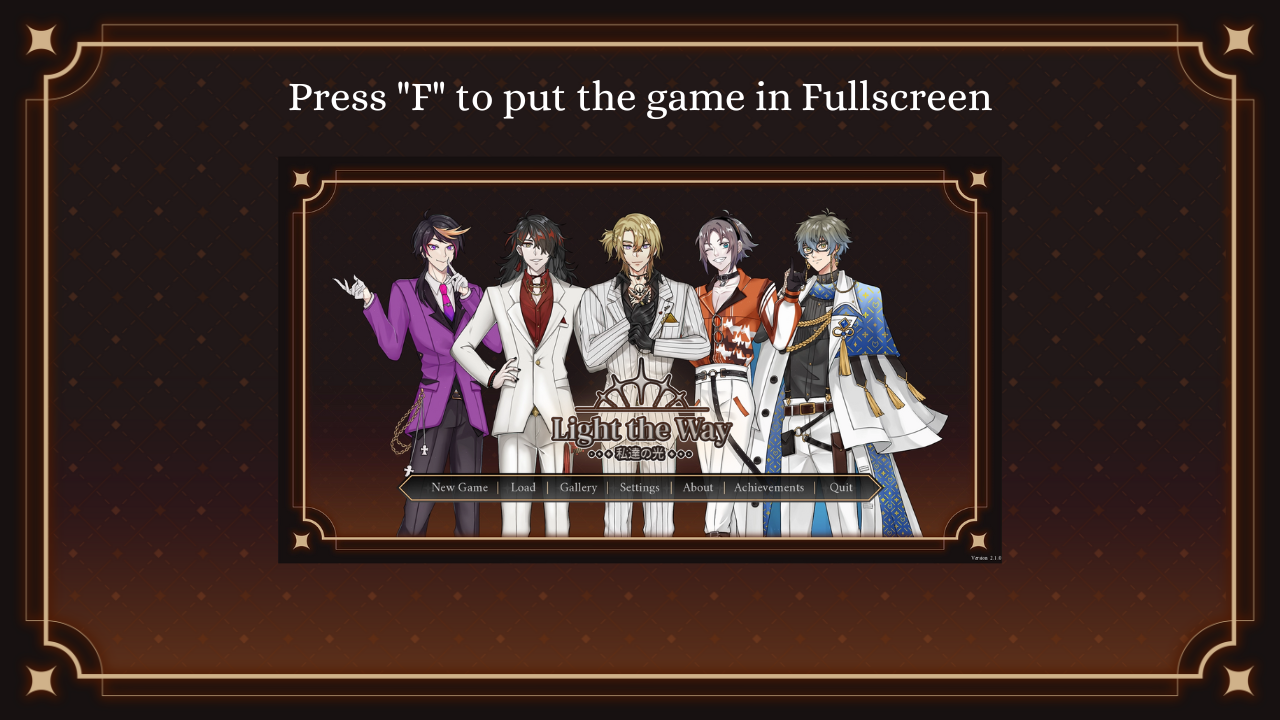 Press "F" to put the game in Fullscreen
Light the Way
私達の光
New Game | Load | Gallery | Settings | About | Achievements | Quit